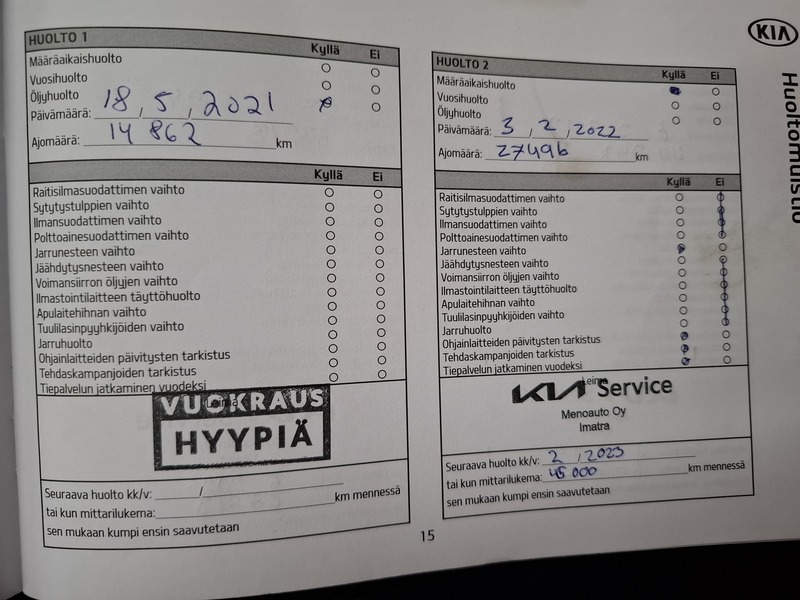 HUOLTO 1
Kyllä Ei
Määräaikaishuolto
Vuosihuolto
Öljyhuolto
Päivämäärä: 18, 5, 2021
Ajomäärä: 14 862 km
Kyllä Ei
Raitisilmasuodattimen vaihto
Sytytystulppien vaihto
Ilmansuodattimen vaihto
Polttoainesuodattimen vaihto
Jarrunesteen vaihto
Jäähdytysnesteen vaihto
Voimansiirron öljyjen vaihto
Ilmastointilaitteen täyttöhuolto
Apulaitehihnan vaihto
Tuulilasinpyyhkijöiden vaihto
Jarruhuolto
Ohjainlaitteiden päivitysten tarkistus
Tehdaskampanjoiden tarkistus
Tiepalvelun jatkaminen vuodeksi
Leima
VUOKRAUS
HYYPIÄ
Seuraava huolto kk/v: /
tai kun mittarilukema: km mennessä
sen mukaan kumpi ensin saavutetaan
HUOLTO 2
Kyllä Ei
Määräaikaishuolto
Vuosihuolto
Öljyhuolto
Päivämäärä: 3, 2, 2022
Ajomäärä: 27496 km
Kyllä Ei
Raitisilmasuodattimen vaihto
Sytytystulppien vaihto
Ilmansuodattimen vaihto
Polttoainesuodattimen vaihto
Jarrunesteen vaihto
Jäähdytysnesteen vaihto
Voimansiirron öljyjen vaihto
Ilmastointilaitteen täyttöhuolto
Apulaitehihnan vaihto
Tuulilasinpyyhkijöiden vaihto
Jarruhuolto
Ohjainlaitteiden päivitysten tarkistus
Tehdaskampanjoiden tarkistus
Tiepalvelun jatkaminen vuodeksi
Leima
KIA Service
Menoauto Oy
Imatra
Seuraava huolto kk/v: 2 / 2023
tai kun mittarilukema: 45 000 km mennessä
sen mukaan kumpi ensin saavutetaan
15
KIA
Huoltomuistio